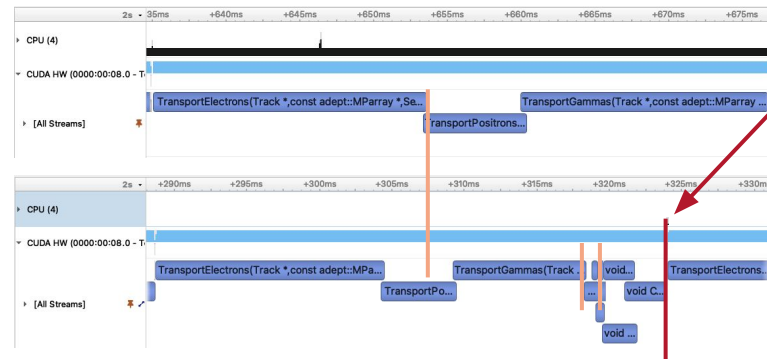 2s 35ms +640ms +645ms +650ms +655ms +660ms +665ms +670ms +675ms
CPU (4)
CUDA HW (0000:00:08.0 - T
TransportElectrons(Track *,const adept::MParray *,Se... TransportGammas(Track *,const adept::MParray ...
[All Streams] TransportPositrons...
2s +290ms +295ms +300ms +305ms +310ms +315ms +320ms +325ms +330m
CPU (4)
CUDA HW (0000:00:08.0 - T
TransportElectrons(Track *,const adept::MPa... TransportGammas(Track ... void... TransportElectrons...
[All Streams] TransportPo... ... void C...
void ...